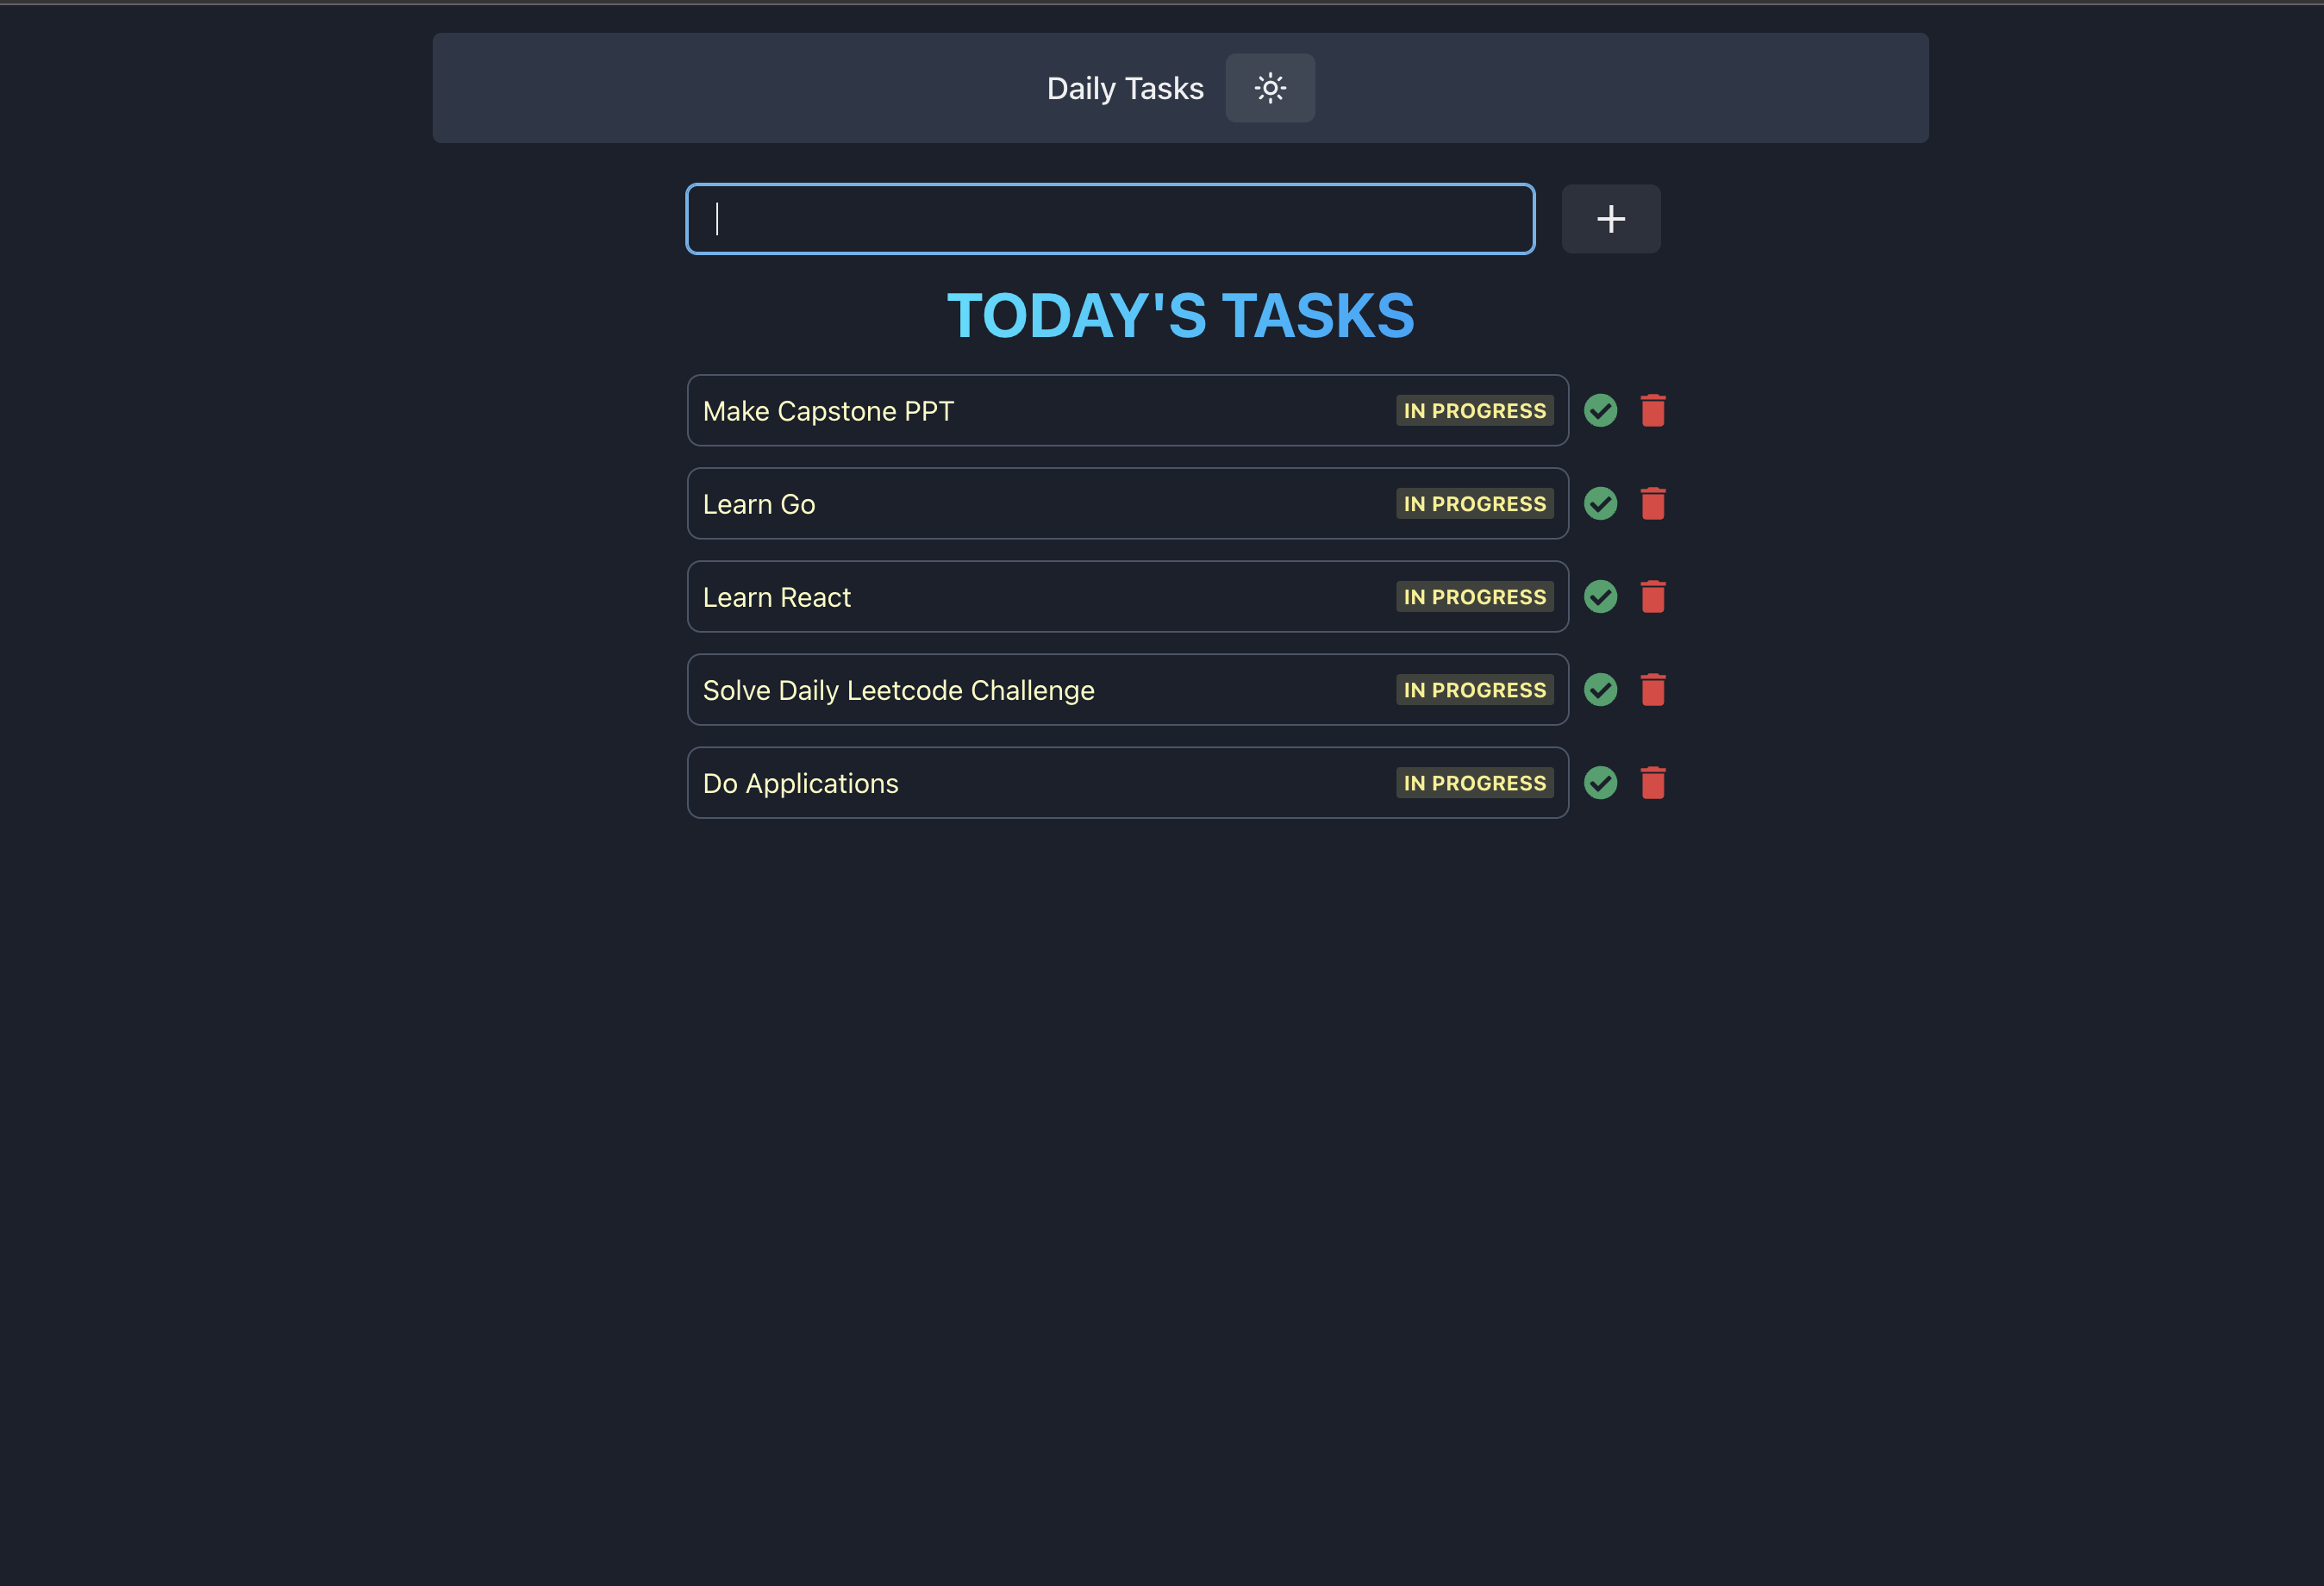 Daily Tasks
TODAY'S TASKS
Make Capstone PPT IN PROGRESS
Learn Go IN PROGRESS
Learn React IN PROGRESS
Solve Daily Leetcode Challenge IN PROGRESS
Do Applications IN PROGRESS